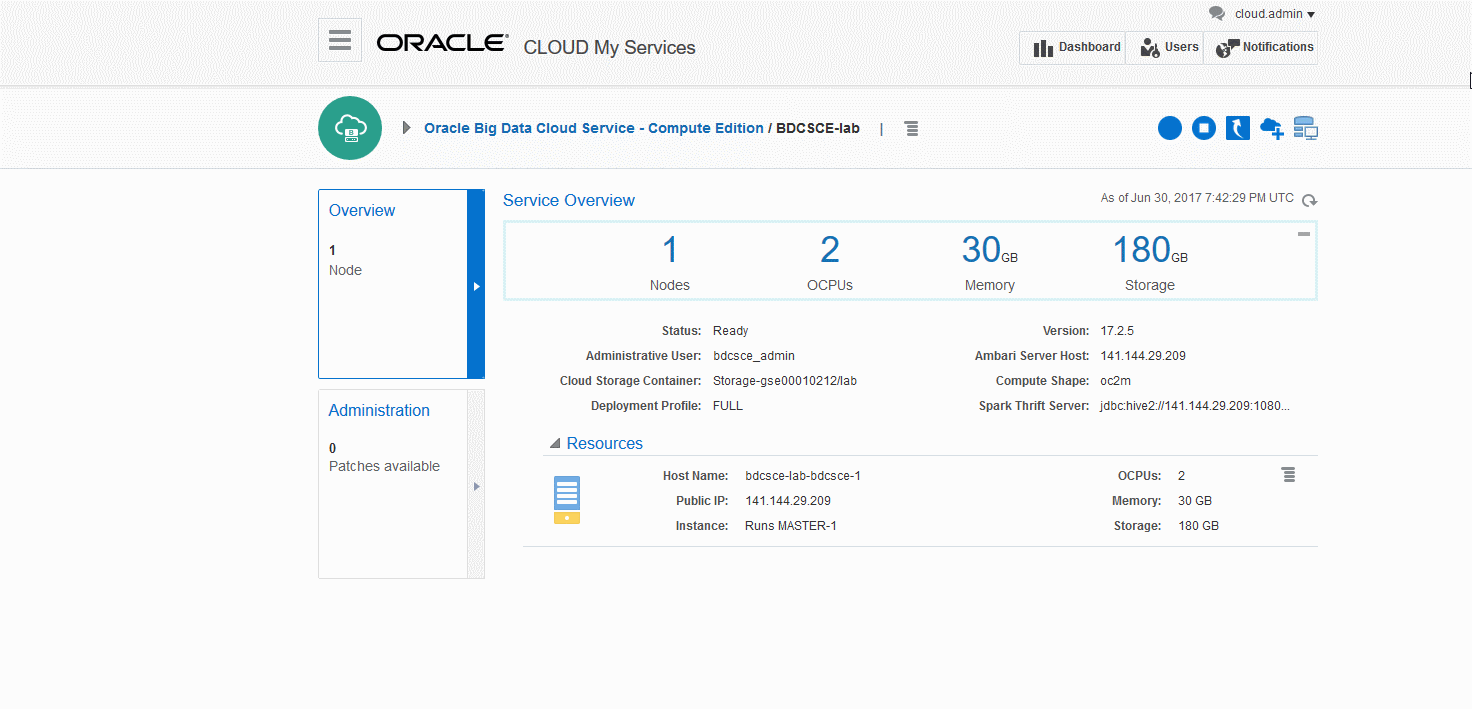 cloud.admin
ORACLE® CLOUD My Services
Dashboard Users Notifications
Oracle Big Data Cloud Service - Compute Edition / BDCSCE-lab |
Overview
1
Node
Administration
0
Patches available
Service Overview
As of Jun 30, 2017 7:42:29 PM UTC
1 2 30GB 180GB
Nodes OCPUs Memory Storage
Status: Ready Version: 17.2.5
Administrative User: bdcsce_admin Ambari Server Host: 141.144.29.209
Cloud Storage Container: Storage-gse00010212/lab Compute Shape: oc2m
Deployment Profile: FULL Spark Thrift Server: jdbc:hive2://141.144.29.209:1080...
Resources
Host Name: bdcsce-lab-bdcsce-1 OCPUs: 2
Public IP: 141.144.29.209 Memory: 30 GB
Instance: Runs MASTER-1 Storage: 180 GB